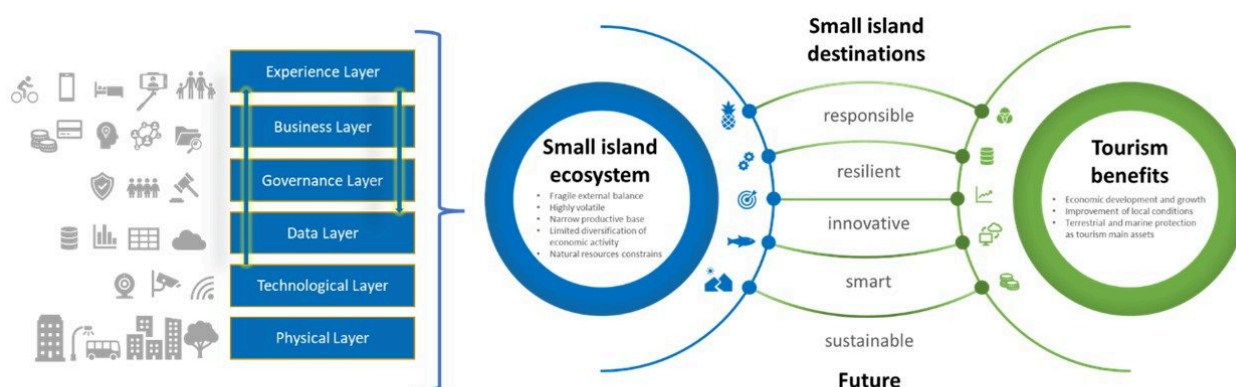 Experience Layer
Business Layer
Governance Layer
Data Layer
Technological Layer
Physical Layer
Small island
destinations
Small island
ecosystem
• Fragile external balance
• Highly volatile
• Narrow productive base
• Limited diversification of
economic activity
• Natural resources constrains
responsible
resilient
innovative
smart
sustainable
Future
Tourism
benefits
• Economic development and growth
• Improvement of local conditions
• Terrestrial and marine protection
as tourism main assets